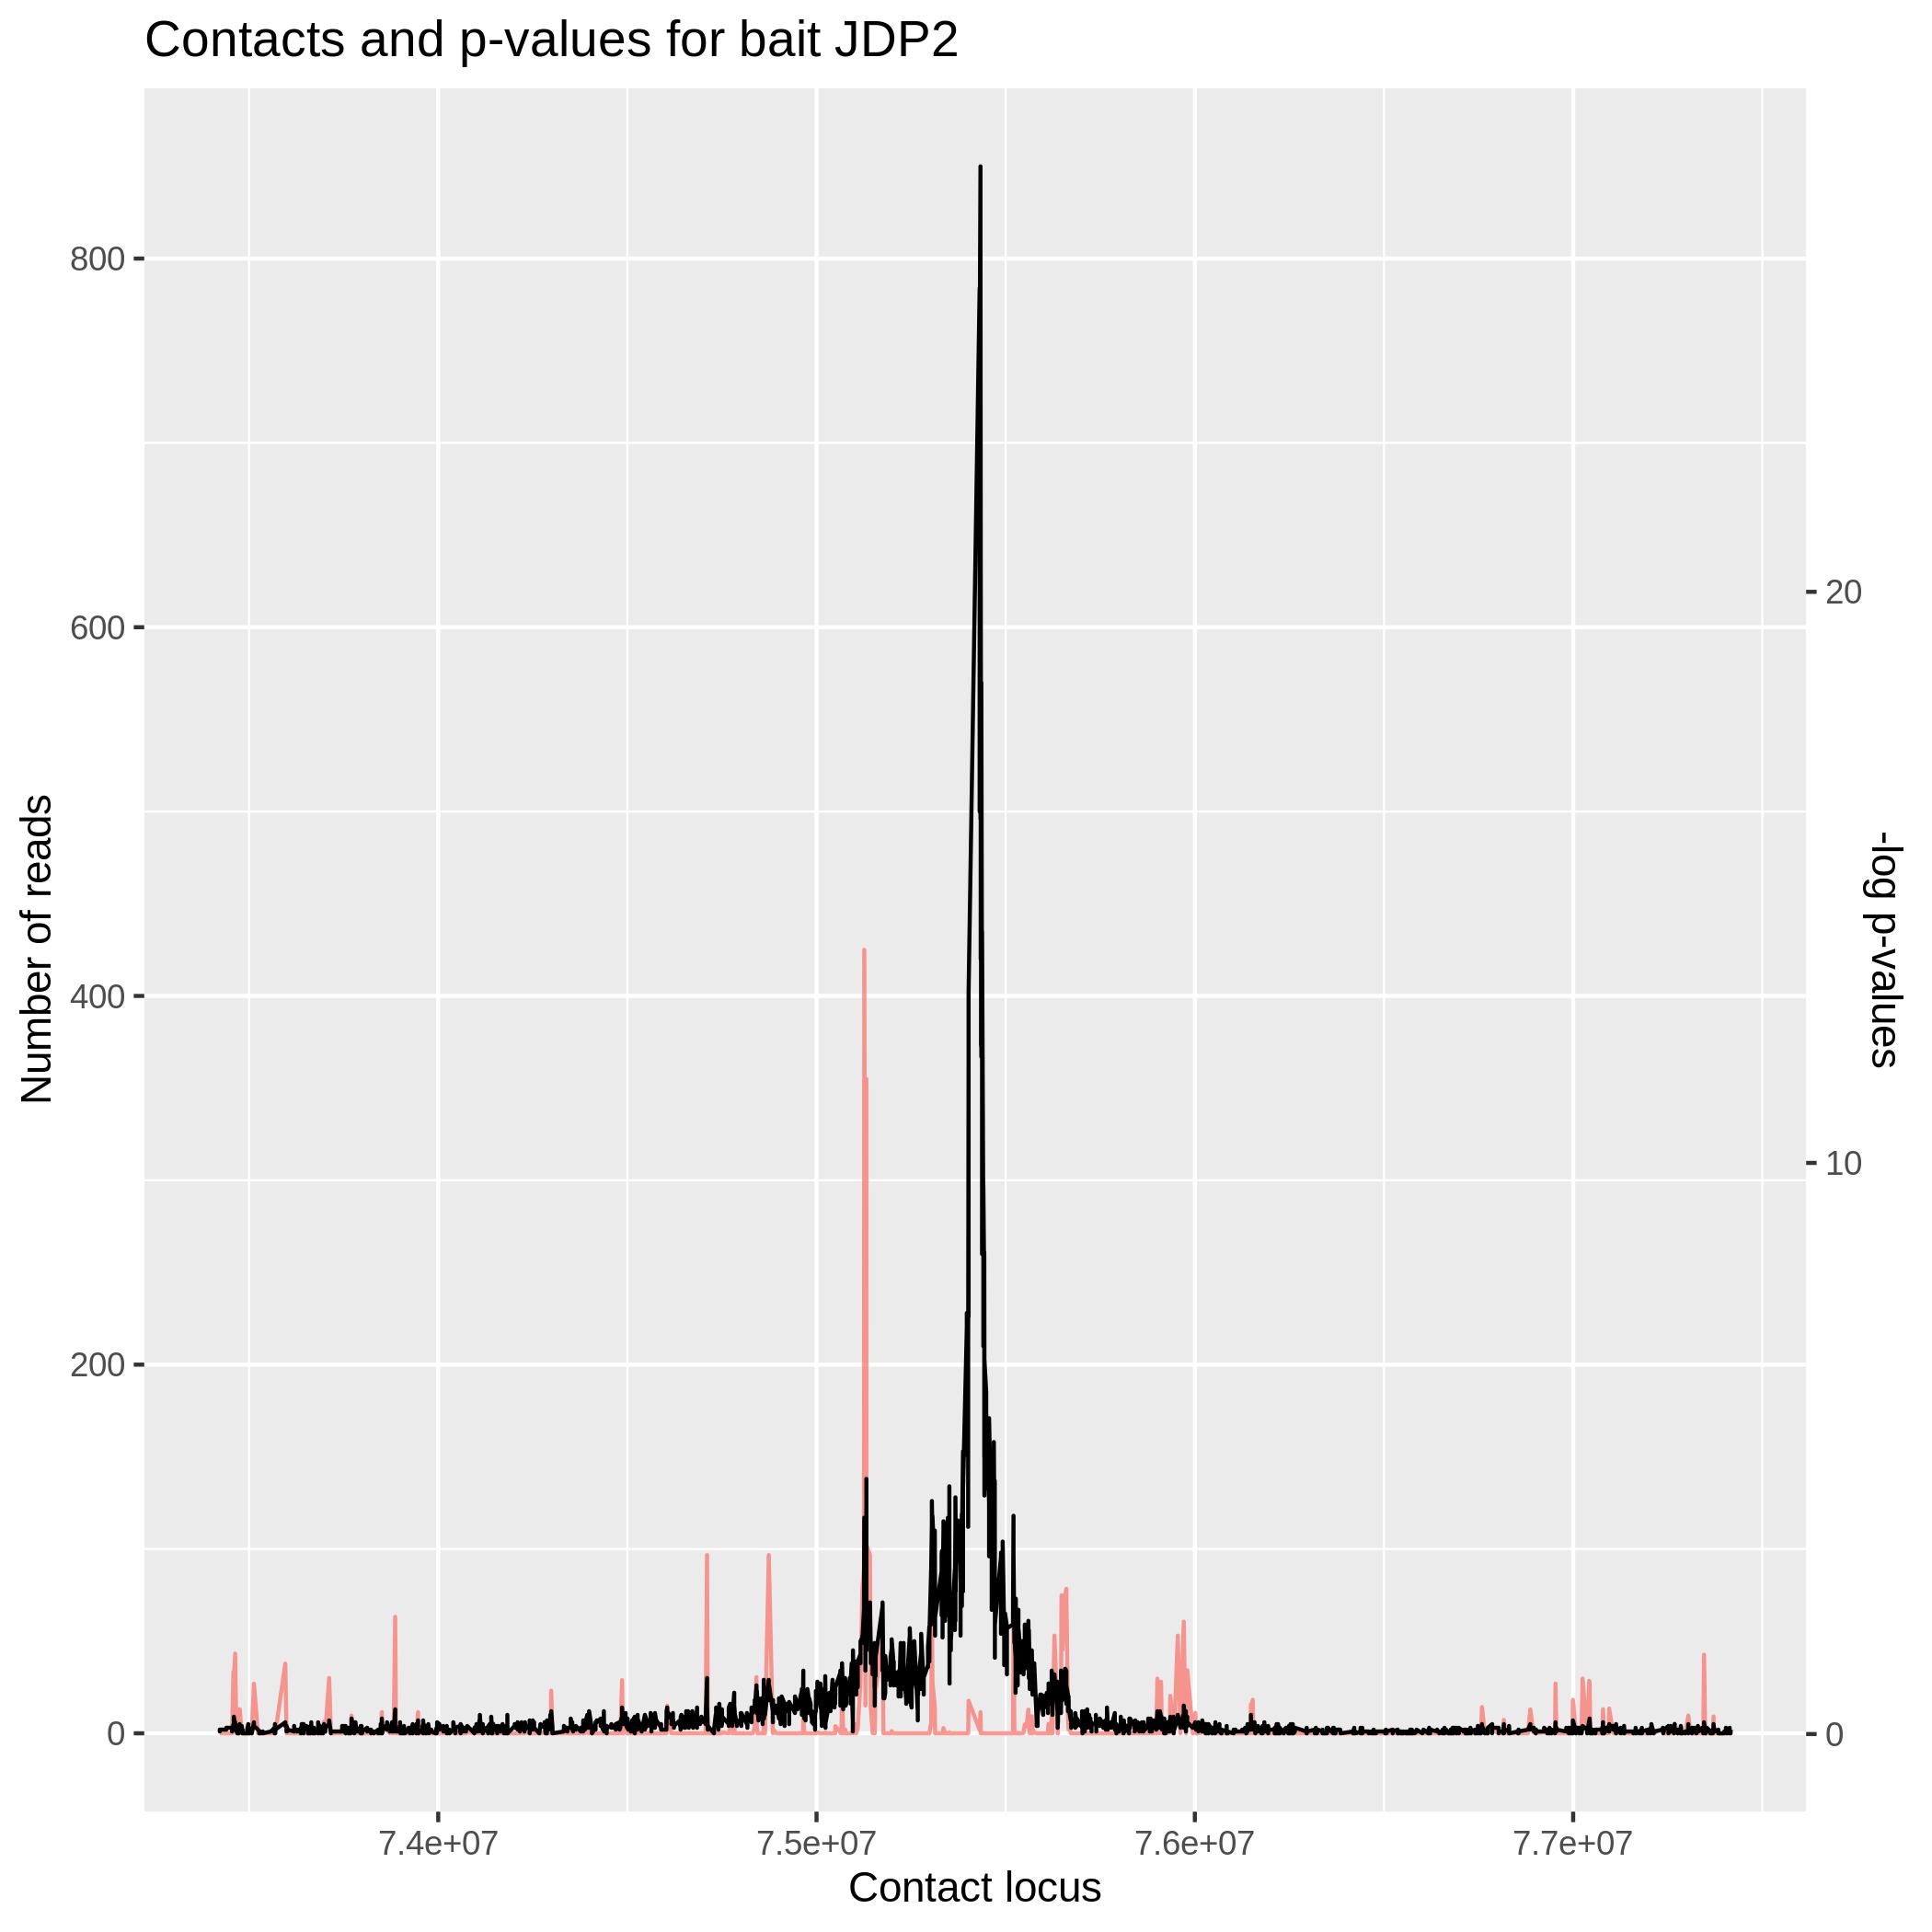 Contacts and p-values for bait JDP2
800
600
400
200
0
Number of reads
20
10
0
-log p-values
7.4e+07
7.5e+07
7.6e+07
7.7e+07
Contact locus